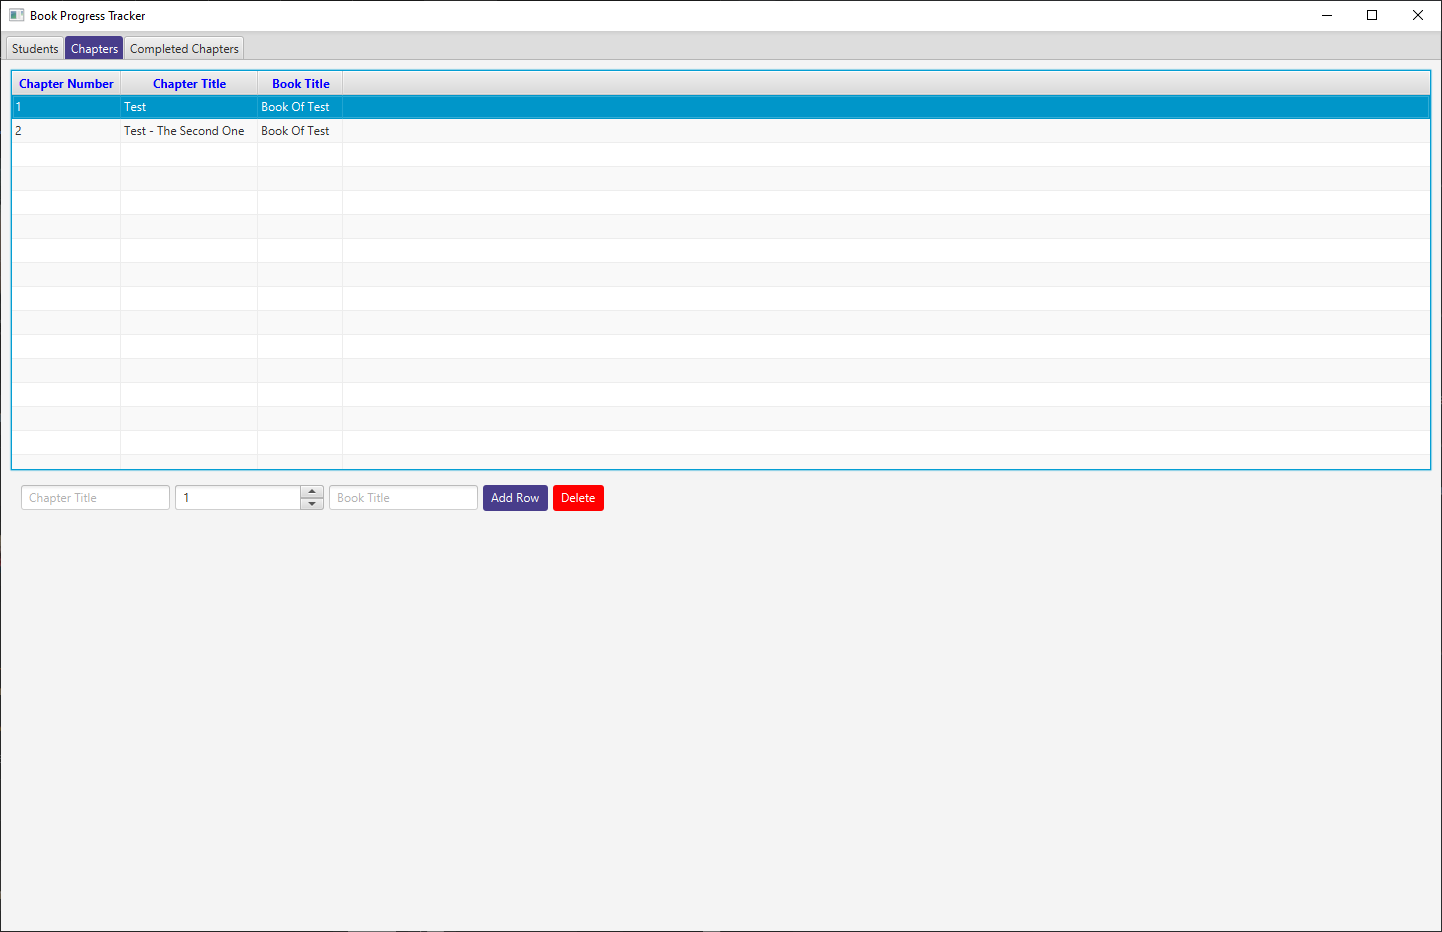 Book Progress Tracker
Students Chapters Completed Chapters
Chapter Number Chapter Title Book Title
1 Test Book Of Test
2 Test - The Second One Book Of Test
Chapter Title 1 Book Title Add Row Delete